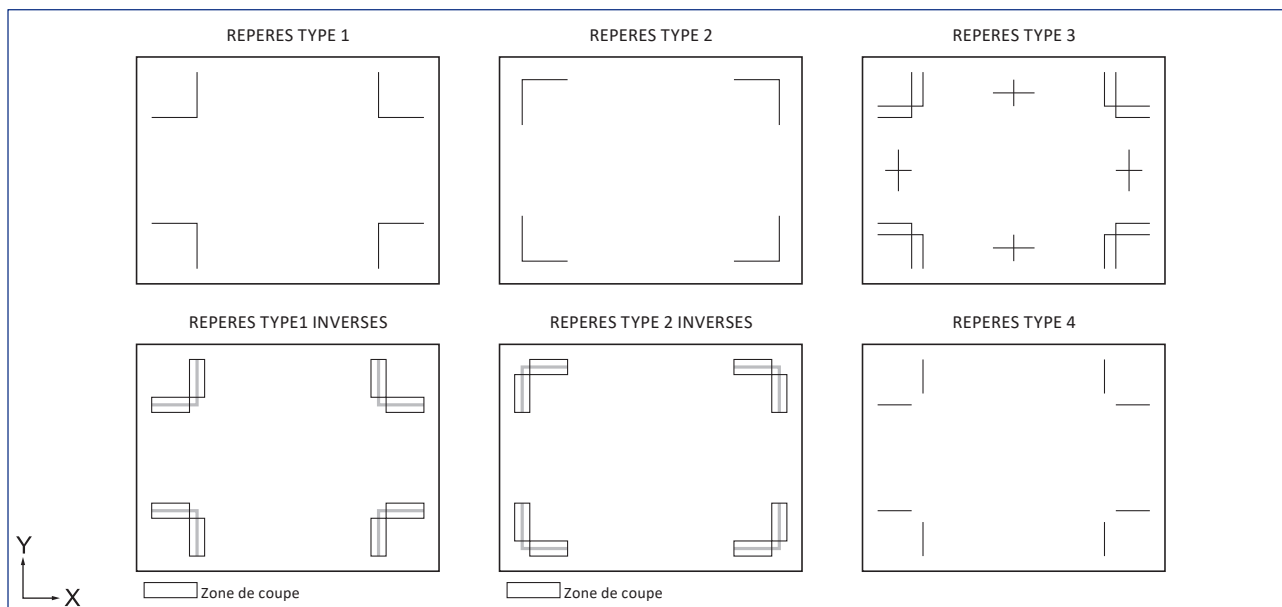 REPERES TYPE 1
REPERES TYPE 2
REPERES TYPE 3
REPERES TYPE1 INVERSES
REPERES TYPE 2 INVERSES
REPERES TYPE 4
Y
X
Zone de coupe
Zone de coupe